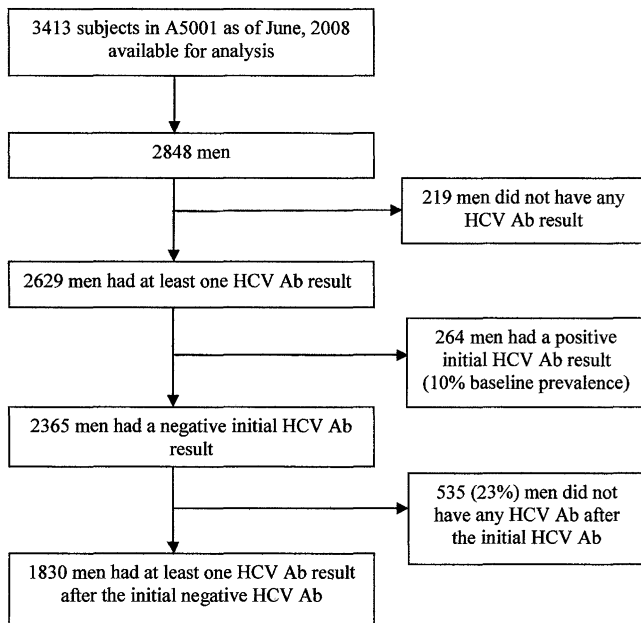 3413 subjects in A5001 as of June, 2008
available for analysis
2848 men
219 men did not have any
HCV Ab result
2629 men had at least one HCV Ab result
264 men had a positive
initial HCV Ab result
(10% baseline prevalence)
2365 men had a negative initial HCV Ab
result
535 (23%) men did not
have any HCV Ab after
the initial HCV Ab
1830 men had at least one HCV Ab result
after the initial negative HCV Ab